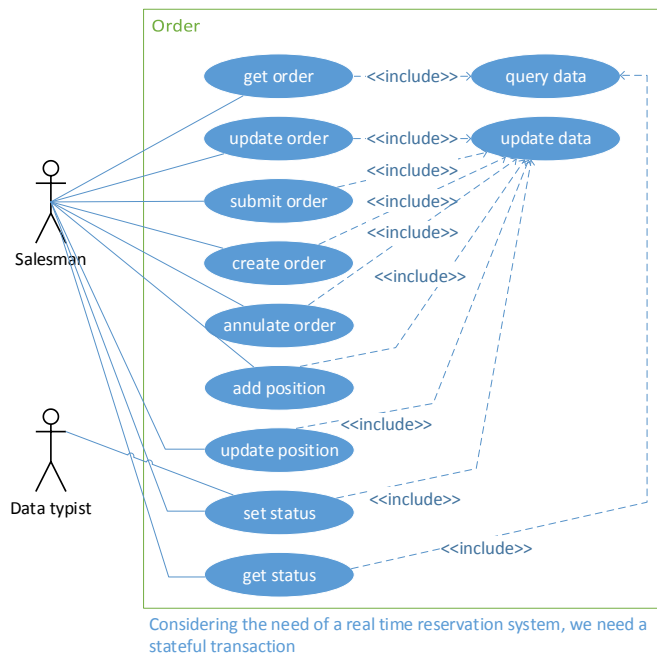 Order
get order
<<include>>
query data
update order
<<include>>
update data
submit order
<<include>>
<<include>>
Salesman
create order
<<include>>
annulate order
add position
<<include>>
update position
Data typist
set status
<<include>>
get status
<<include>>
Considering the need of a real time reservation system, we need a
stateful transaction